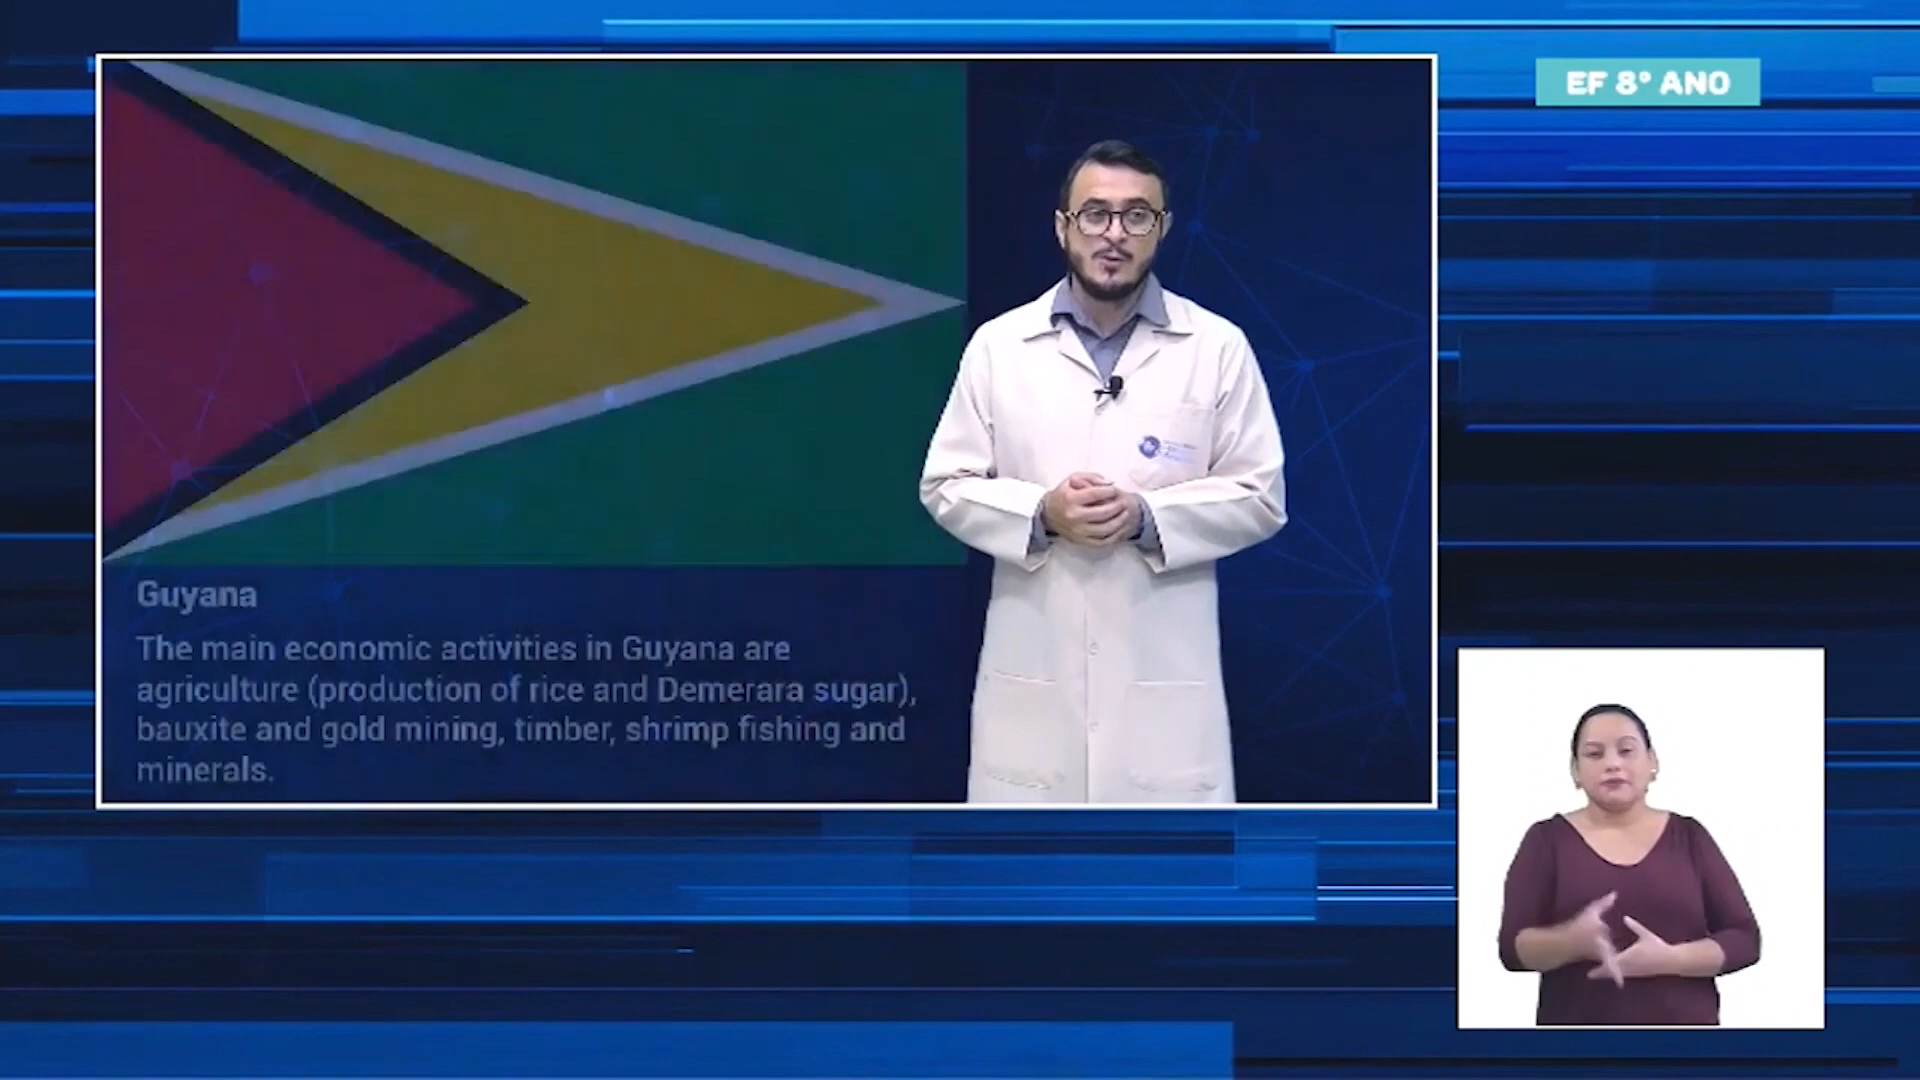 EF 8º ANO
Guyana
The main economic activities in Guyana are
agriculture (production of rice and Demerara sugar),
bauxite and gold mining, timber, shrimp fishing and
minerals.